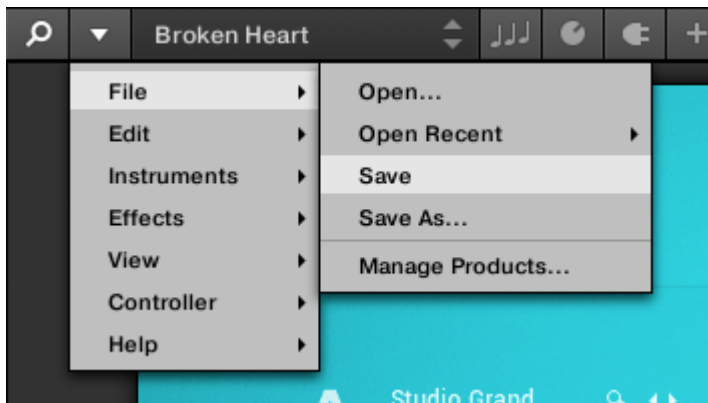 Broken Heart
File
Edit
Instruments
Effects
View
Controller
Help
Open...
Open Recent
Save
Save As...
Manage Products...
Studio Grand